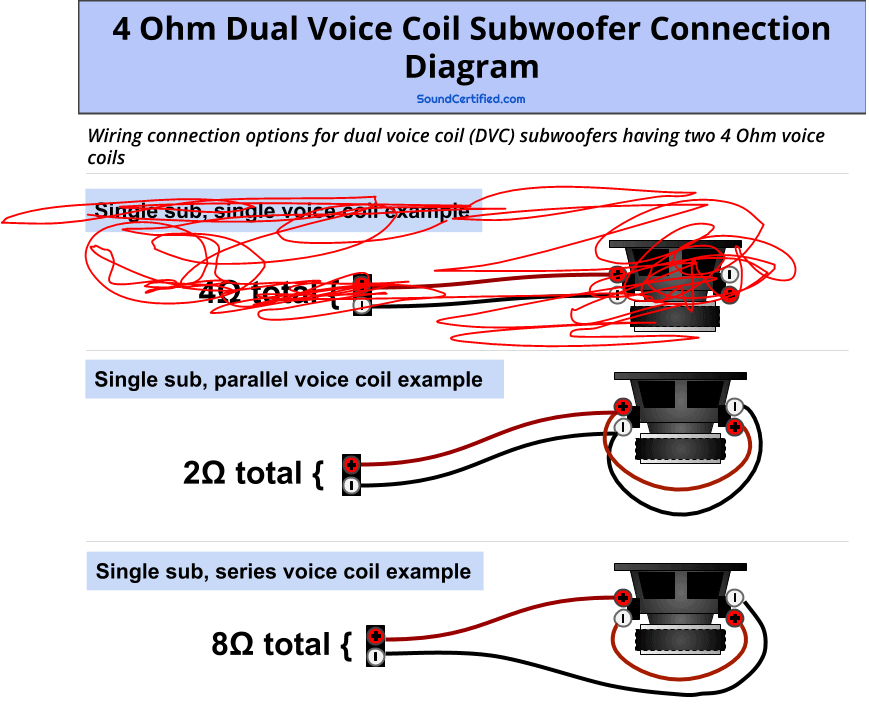 4 Ohm Dual Voice Coil Subwoofer Connection
Diagram
SoundCertified.com
Wiring connection options for dual voice coil (DVC) subwoofers having two 4 Ohm voice
coils
Single sub, single voice coil example
4Ω total {
Single sub, parallel voice coil example
2Ω total {
Single sub, series voice coil example
8Ω total {